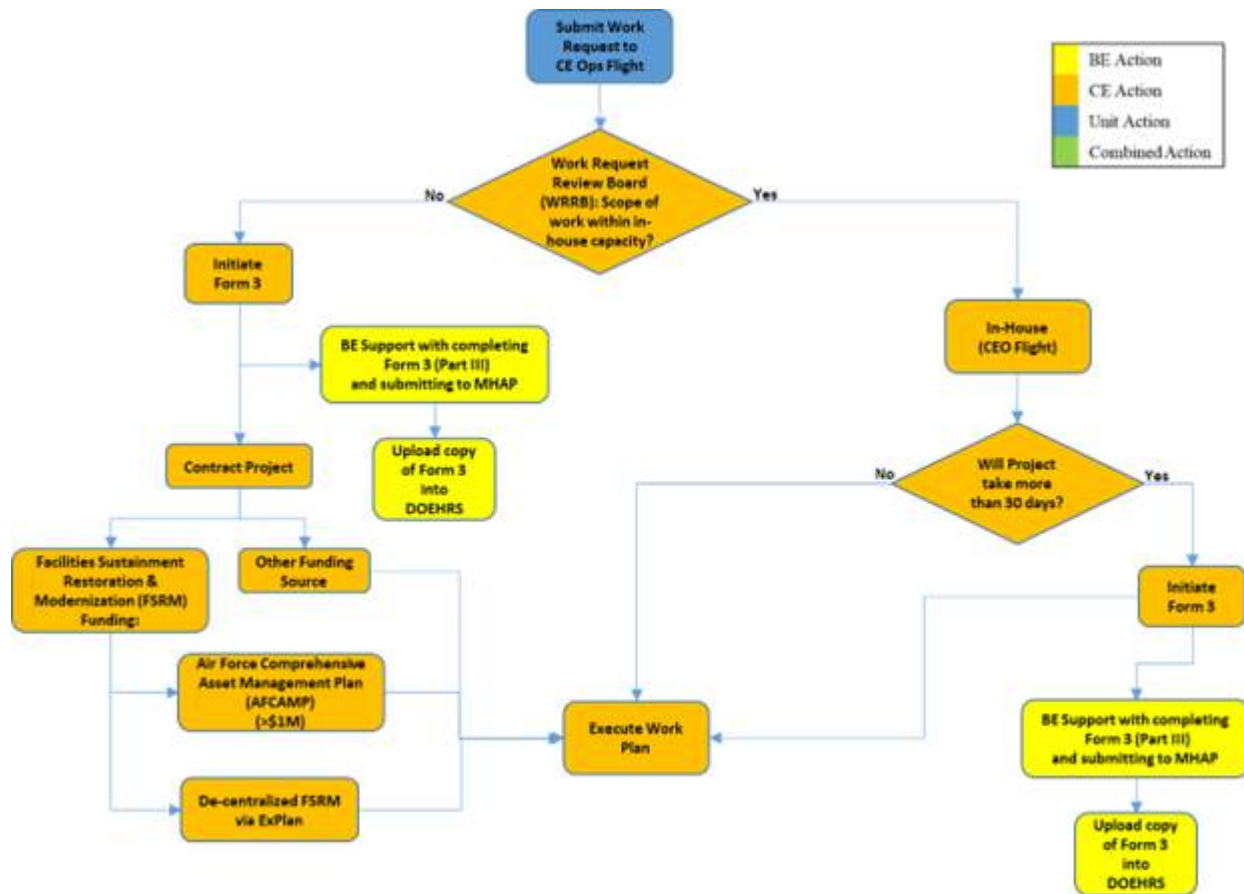 Submit Work
Request to
CE Ops Flight
BE Action
CE Action
Unit Action
Combined Action
Work Request
Review Board
(WRRB): Scope of
work within in-
house capacity?
No
Yes
Initiate
Form 3
BE Support with completing
Form 3 (Part III)
and submitting to MHAP
In-House
(CEO Flight)
Upload copy
of Form 3
into
DOEHRS
Contract Project
No
Will Project
take more
than 30 days?
Yes
Facilities Sustainment
Restoration &
Modernization (FSRM)
Funding:
Other Funding
Source
Initiate
Form 3
Air Force Comprehensive
Asset Management Plan
(AFCAMP)
(>$1M)
Execute Work
Plan
BE Support with completing
Form 3 (Part III)
and submitting to MHAP
De-centralized FSRM
via ExPlan
Upload copy
of Form 3
into
DOEHRS